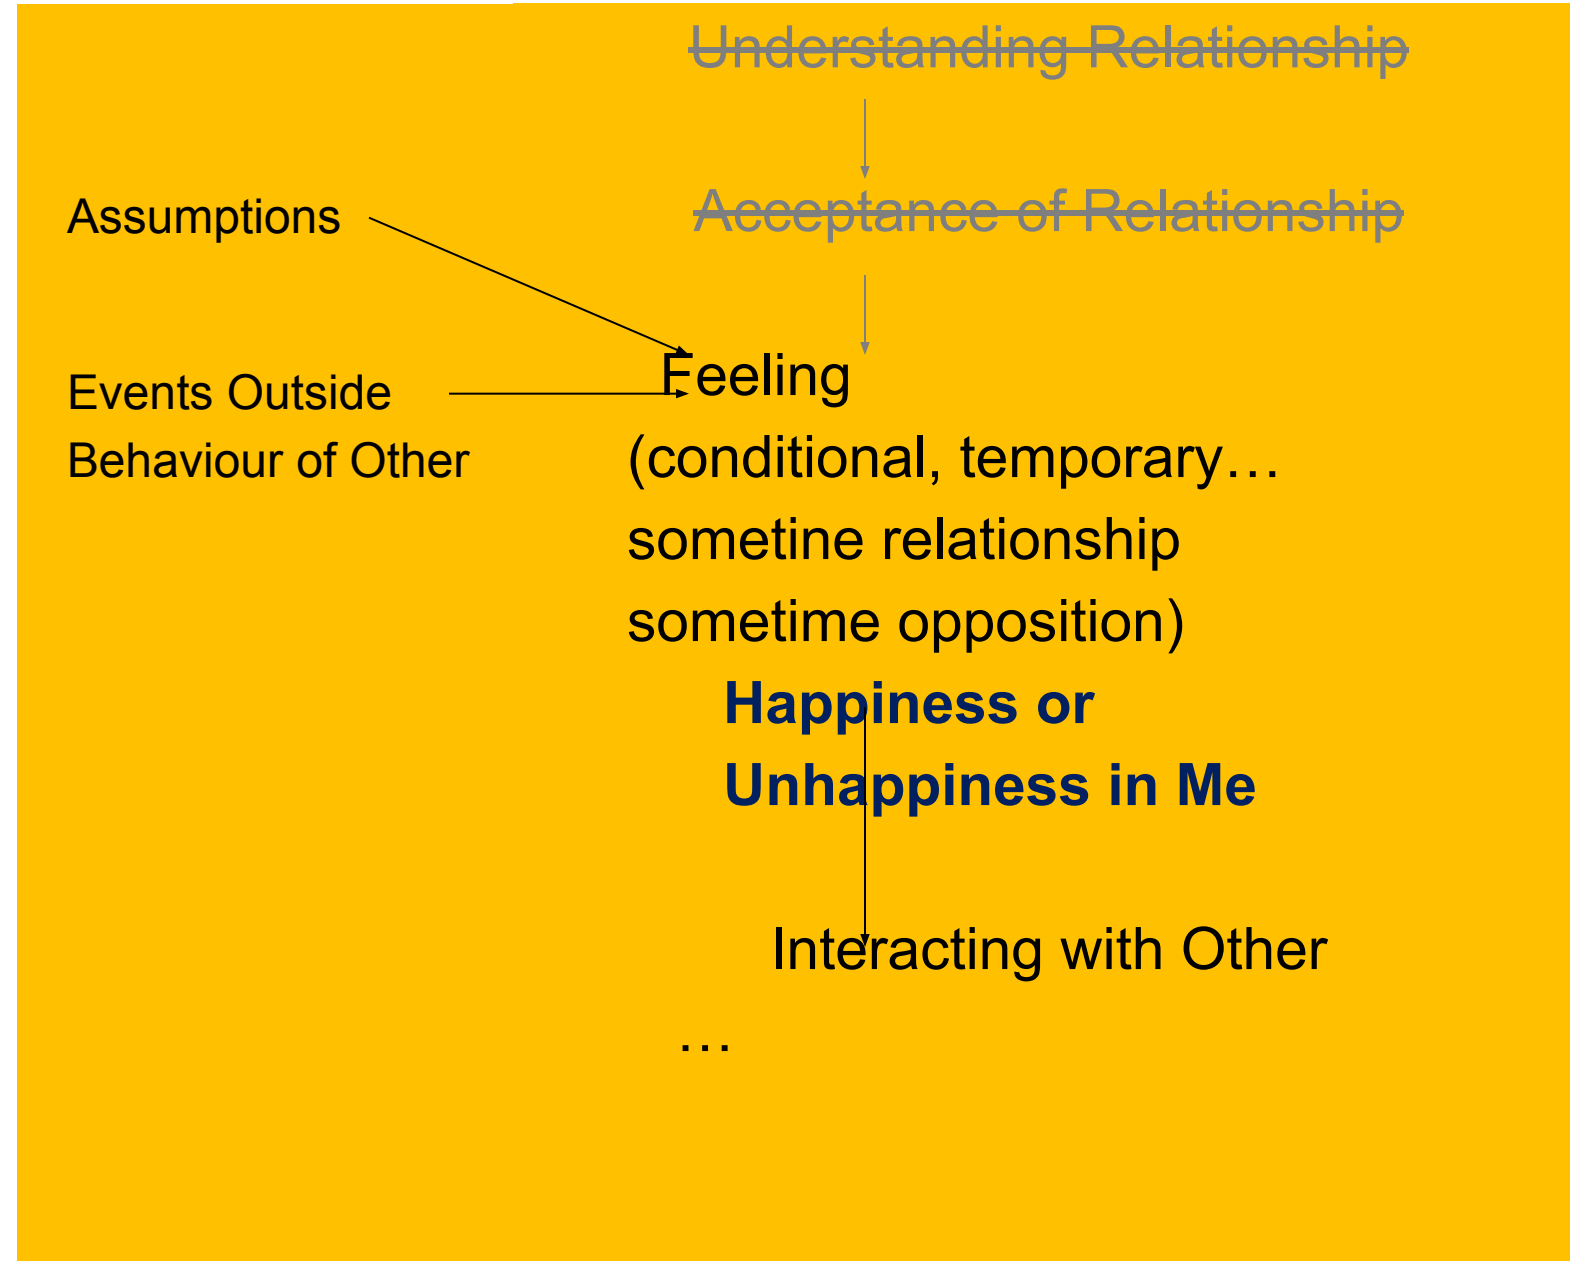 Understanding Relationship
Assumptions
Acceptance of Relationship
Events Outside
Behaviour of Other
Feeling
(conditional, temporary…
sometine relationship
sometime opposition)
Happiness or
Unhappiness in Me
Interacting with Other
…